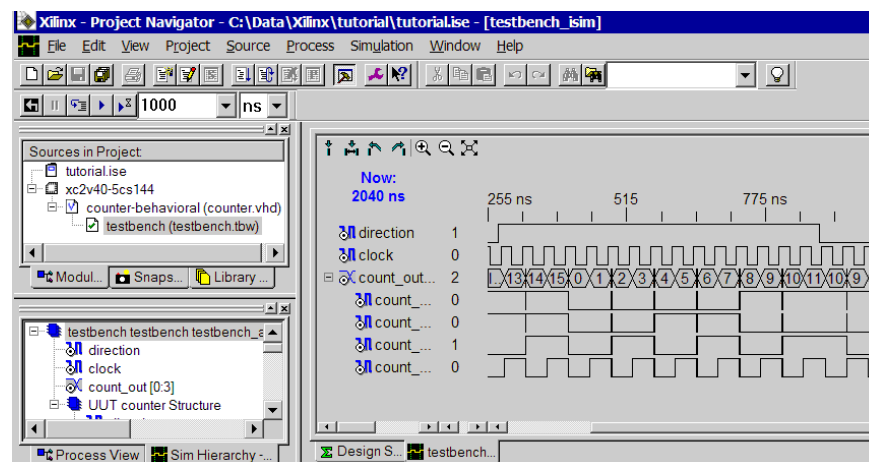 Xilinx - Project Navigator - C:\Data\Xilinx\tutorial\tutorial.ise - [testbench_isim]
File Edit View Project Source Process Simulation Window Help
1000 ns
Sources in Project:
tutorial.ise
xc2v40-5cs144
counter-behavioral (counter.vhd)
testbench (testbench.tbw)
Modul... Snaps... Library ...
testbench testbench testbench_a
direction
clock
count_out [0:3]
UUT counter Structure
Process View Sim Hierarchy -...
Now:
2040 ns
255 ns 515 775 ns
direction 1
clock 0
count_out... 2 1.. 13 14 15 0 1 2 3 4 5 6 7 8 9 10 11 10 9
count_... 0
count_... 0
count_... 1
count_... 0
Design S... testbench...